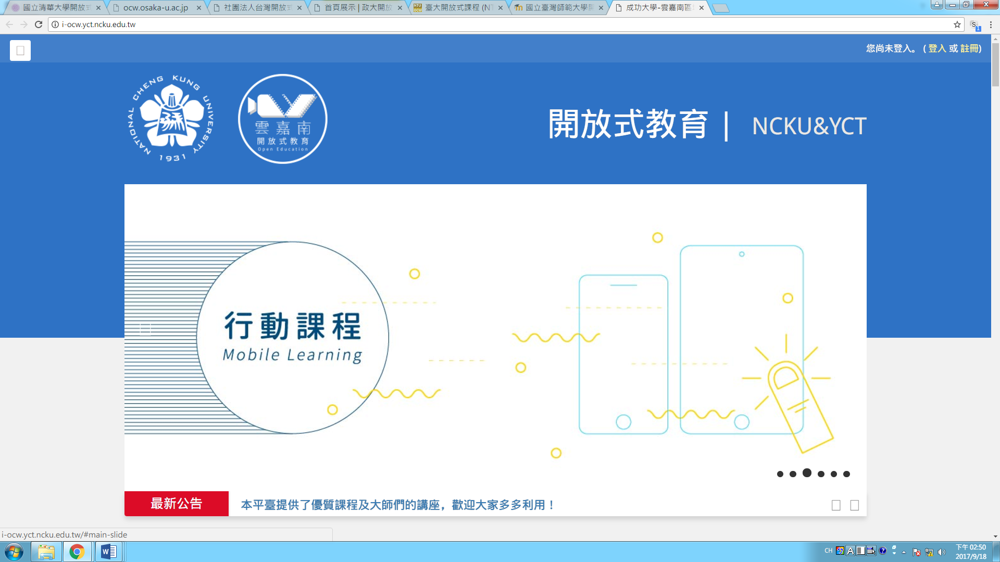 國立清華大學開放式
ocw.osaka-u.ac.jp
社團法人台灣開放式
首頁展示 | 政大開放
臺大開放式課程 (NT
國立臺灣師範大學開
成功大學-雲嘉南區域
i-ocw.yct.ncku.edu.tw
您尚未登入。 ( 登入 或 註冊)
NATIONAL CHENG KUNG UNIVERSITY
1931
雲嘉南
開放式教育
Open Education
開放式教育 | NCKU&YCT
行動課程
Mobile Learning
最新公告
本平臺提供了優質課程及大師們的講座，歡迎大家多多利用！
i-ocw.yct.ncku.edu.tw/#main-slide
CH
下午 02:50
2017/9/18